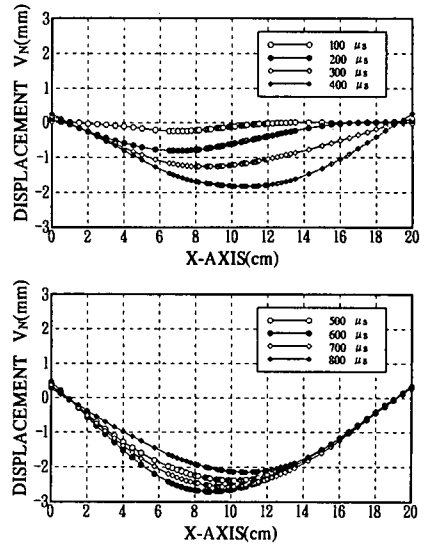 DISPLACEMENT V_N(mm)
3
2
1
0
-1
-2
-3
100 μs
200 μs
300 μs
400 μs
0 2 4 6 8 10 12 14 16 18 20
X-AXIS(cm)
DISPLACEMENT V_N(mm)
3
2
1
0
-1
-2
-3
500 μs
600 μs
700 μs
800 μs
0 2 4 6 8 10 12 14 16 18 20
X-AXIS(cm)